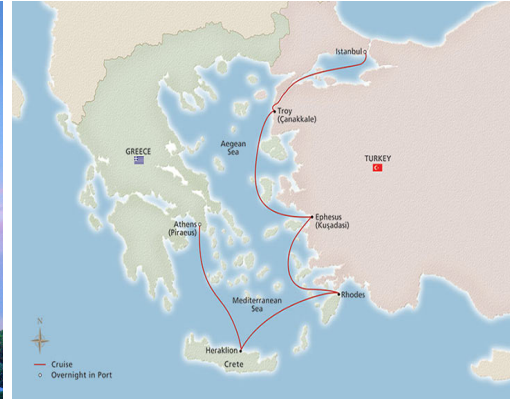 Istanbul
Troy
(Çanakkale)
Aegean
Sea
GREECE
TURKEY
Athens
(Piraeus)
Ephesus
(Kuşadasi)
Mediterranean
Sea
Rhodes
Heraklion
Crete
N
Cruise
Overnight in Port